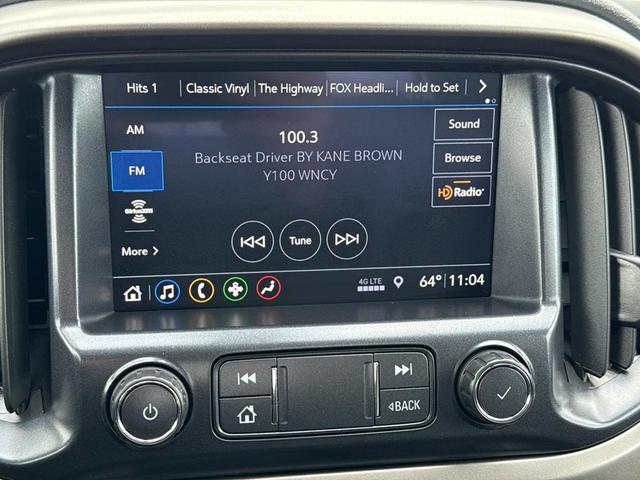 Hits 1 Classic Vinyl The Highway FOX Headli... Hold to Set
AM
100.3
Sound
Backseat Driver BY KANE BROWN
Browse
FM
Y100 WNCY
HD Radio
SiriusXM
More
Tune
4G LTE
64° 11:04
BACK